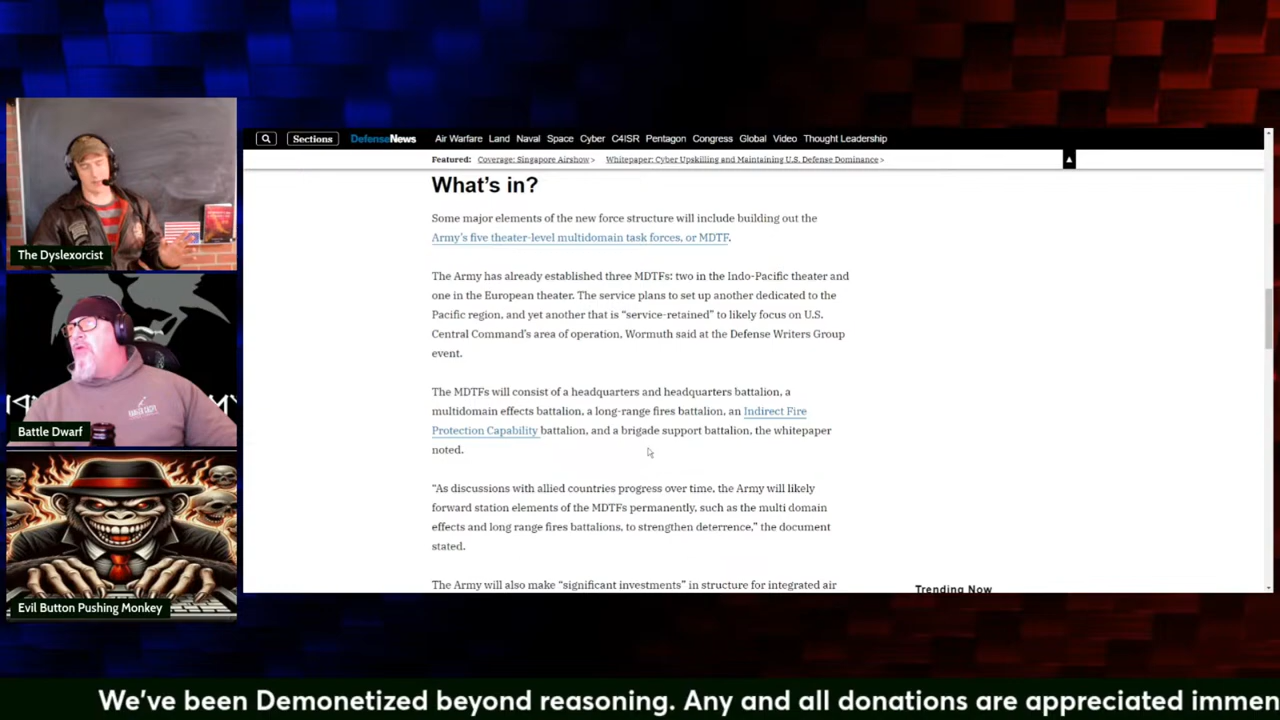 The Dyslexorcist
Battle Dwarf
Evil Button Pushing Monkey
Sections
DefenseNews
Air Warfare Land Naval Space Cyber C4ISR Pentagon Congress Global Video Thought Leadership
Featured: Coverage: Singapore Airshow > Whitepaper: Cyber Upskilling and Maintaining U.S. Defense Dominance >
What’s in?
Some major elements of the new force structure will include building out the
Army’s five theater-level multidomain task forces, or MDTF.
The Army has already established three MDTFs: two in the Indo-Pacific theater and
one in the European theater. The service plans to set up another dedicated to the
Pacific region, and yet another that is “service-retained” to likely focus on U.S.
Central Command’s area of operation, Wormuth said at the Defense Writers Group
event.
The MDTFs will consist of a headquarters and headquarters battalion, a
multidomain effects battalion, a long-range fires battalion, an Indirect Fire
Protection Capability battalion, and a brigade support battalion, the whitepaper
noted.
“As discussions with allied countries progress over time, the Army will likely
forward station elements of the MDTFs permanently, such as the multi domain
effects and long range fires battalions, to strengthen deterrence,” the document
stated.
The Army will also make “significant investments” in structure for integrated air
Trending Now
We’ve been Demonetized beyond reasoning. Any and all donations are appreciated immen